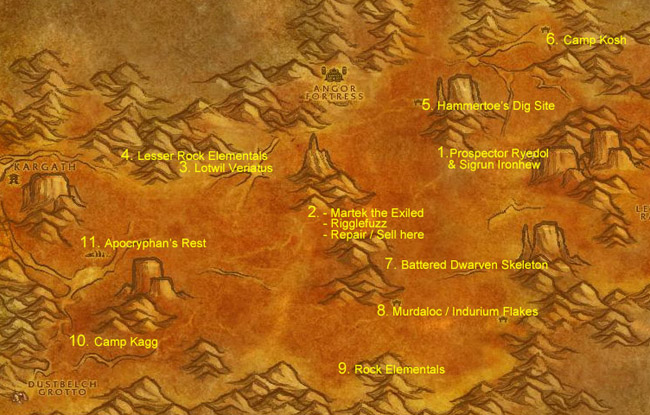 6. Camp Kosh
ANGOR
FORTRESS
5. Hammertoe's Dig Site
4. Lesser Rock Elementals
1. Prospector Ryedol
& Sigrun Ironhew
KARGATH
3. Lotwil Veriatus
2. - Martek the Exiled
- Rigglefuzz
- Repair / Sell here
11. Apocryphan's Rest
7. Battered Dwarven Skeleton
8. Murdaloc / Indurium Flakes
10. Camp Kagg
9. Rock Elementals
DUSTBELCH
GROTTO